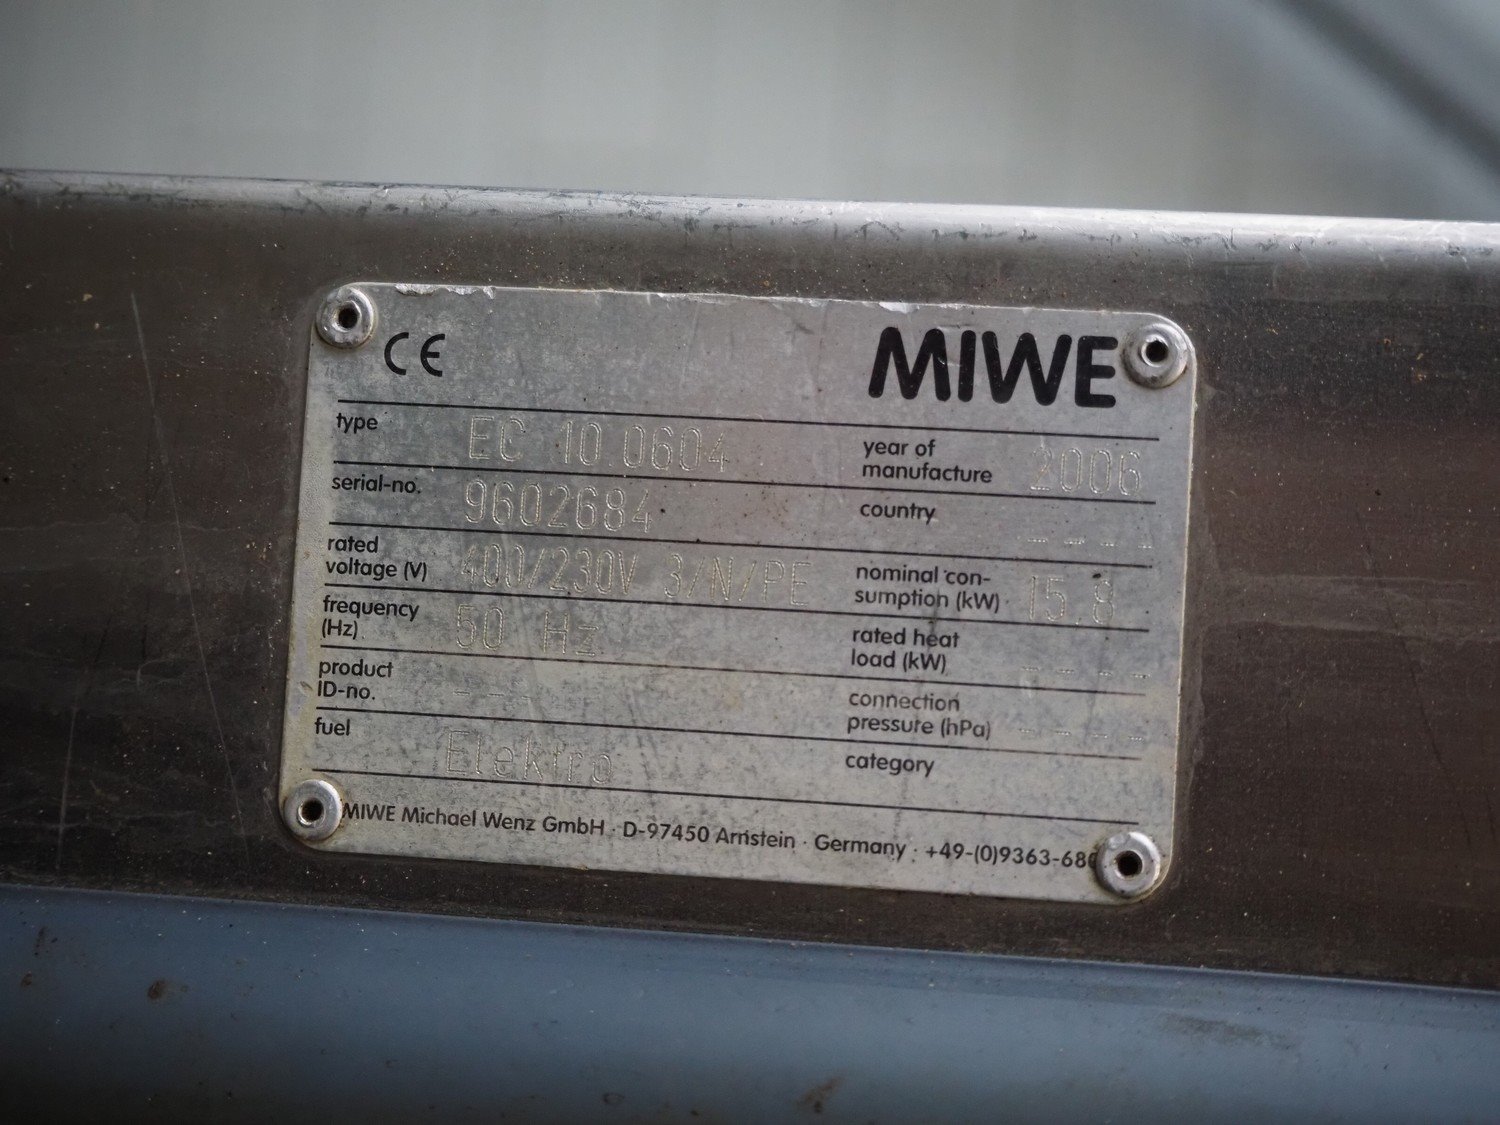 CE MIWE
type EC 10.0604 year of manufacture 2006
serial-no. 9602684 country ----
rated voltage (V) 400/230V 3/N/PE nominal con-sumption (kW) 15.8
frequency (Hz) 50 Hz rated heat load (kW) ----
product ID-no. --- connection pressure (hPa) ----
fuel Elektro category
MIWE Michael Wenz GmbH · D-97450 Arnstein · Germany · +49-(0)9363-68